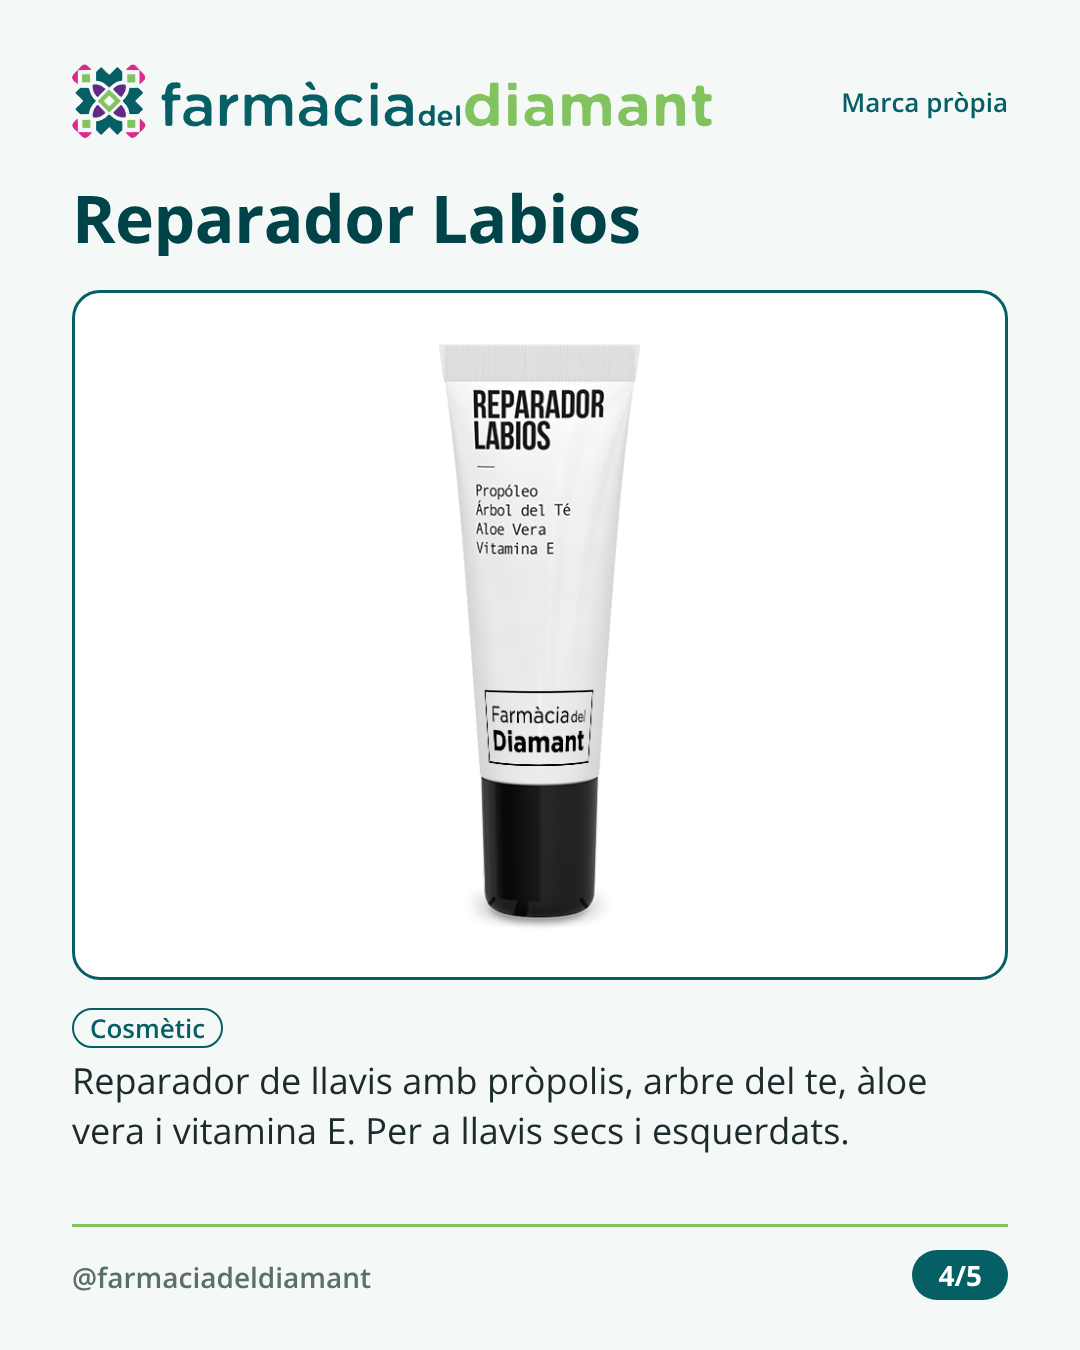 farmàciadeldiamant
Marca pròpia
Reparador Labios
REPARADOR
LABIOS
Propóleo
Árbol del Té
Aloe Vera
Vitamina E
Farmàciadel
Diamant
Cosmètic
Reparador de llavis amb pròpolis, arbre del te, àloe
vera i vitamina E. Per a llavis secs i esquerdats.
@farmaciadeldiamant
4/5